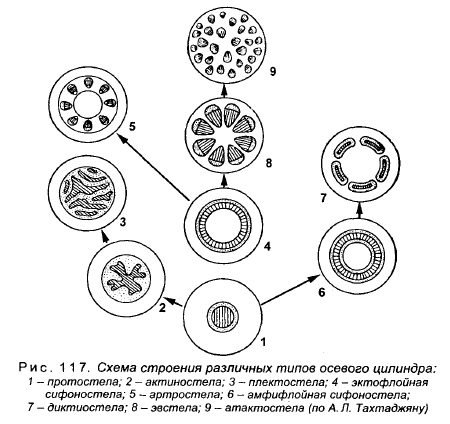 9
5
8
7
3
4
6
2
1
Рис. 117. Схема строения различных типов осевого цилиндра:
1 – протостела; 2 – актиностела; 3 – плектостела; 4 – эктофлойная
сифоностела; 5 – артростела; 6 – амфифлойная сифоностела;
7 – диктиостела; 8 – эвстела; 9 – атактостела (по А. Л. Тахтаджяну)